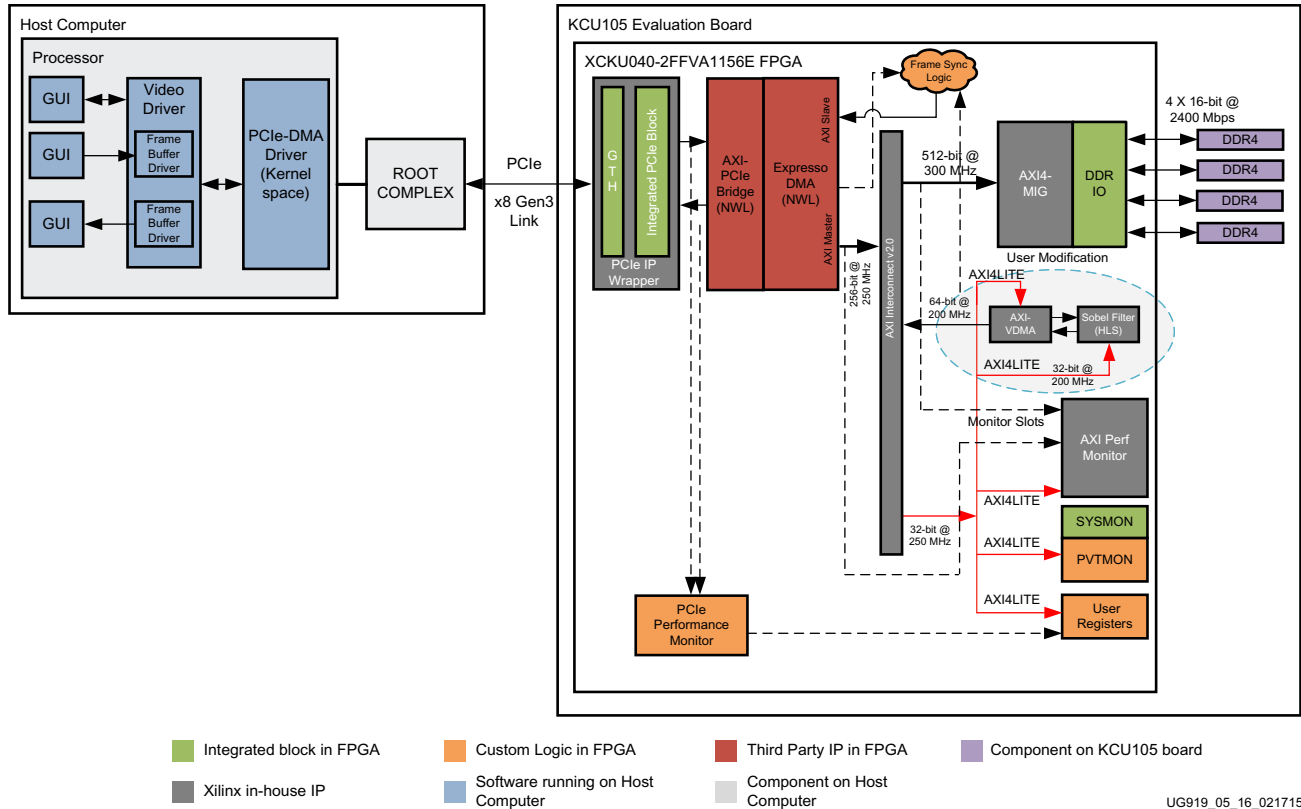 Host Computer
Processor
GUI
GUI
GUI
Video
Driver
Frame
Buffer
Driver
Frame
Buffer
Driver
PCIe-DMA
Driver
(Kernel
space)
ROOT
COMPLEX
PCIe
x8 Gen3
Link
KCU105 Evaluation Board
XCKU040-2FFVA1156E FPGA
GTH
Integrated PCIe Block
PCIe IP
Wrapper
AXI-
PCIe
Bridge
(NWL)
Expresso
DMA
(NWL)
AXI Slave
AXI Master
Frame Sync
Logic
256-bit @
250 MHz
AXI Interconnect v2.0
512-bit @
300 MHz
AXI4-
MIG
DDR
IO
4 X 16-bit @
2400 Mbps
DDR4
DDR4
DDR4
DDR4
User Modification
AXI4LITE
64-bit @
200 MHz
AXI-
VDMA
Sobel Filter
(HLS)
AXI4LITE
32-bit @
200 MHz
Monitor Slots
AXI Perf
Monitor
AXI4LITE
32-bit @
250 MHz
SYSMON
AXI4LITE
PVTMON
AXI4LITE
User
Registers
PCIe
Performance
Monitor
Integrated block in FPGA
Custom Logic in FPGA
Third Party IP in FPGA
Component on KCU105 board
Xilinx in-house IP
Software running on Host
Computer
Component on Host
Computer
UG919_05_16_021715